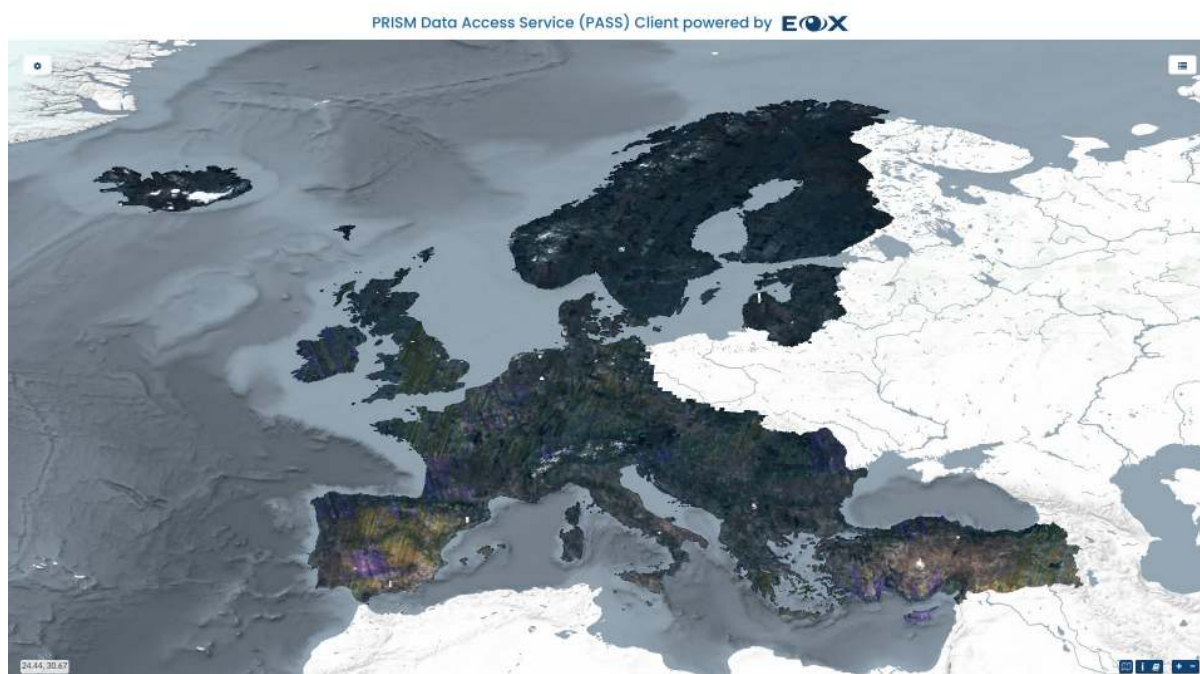 PRISM Data Access Service (PASS) Client powered by EOX
24.44, 30.67